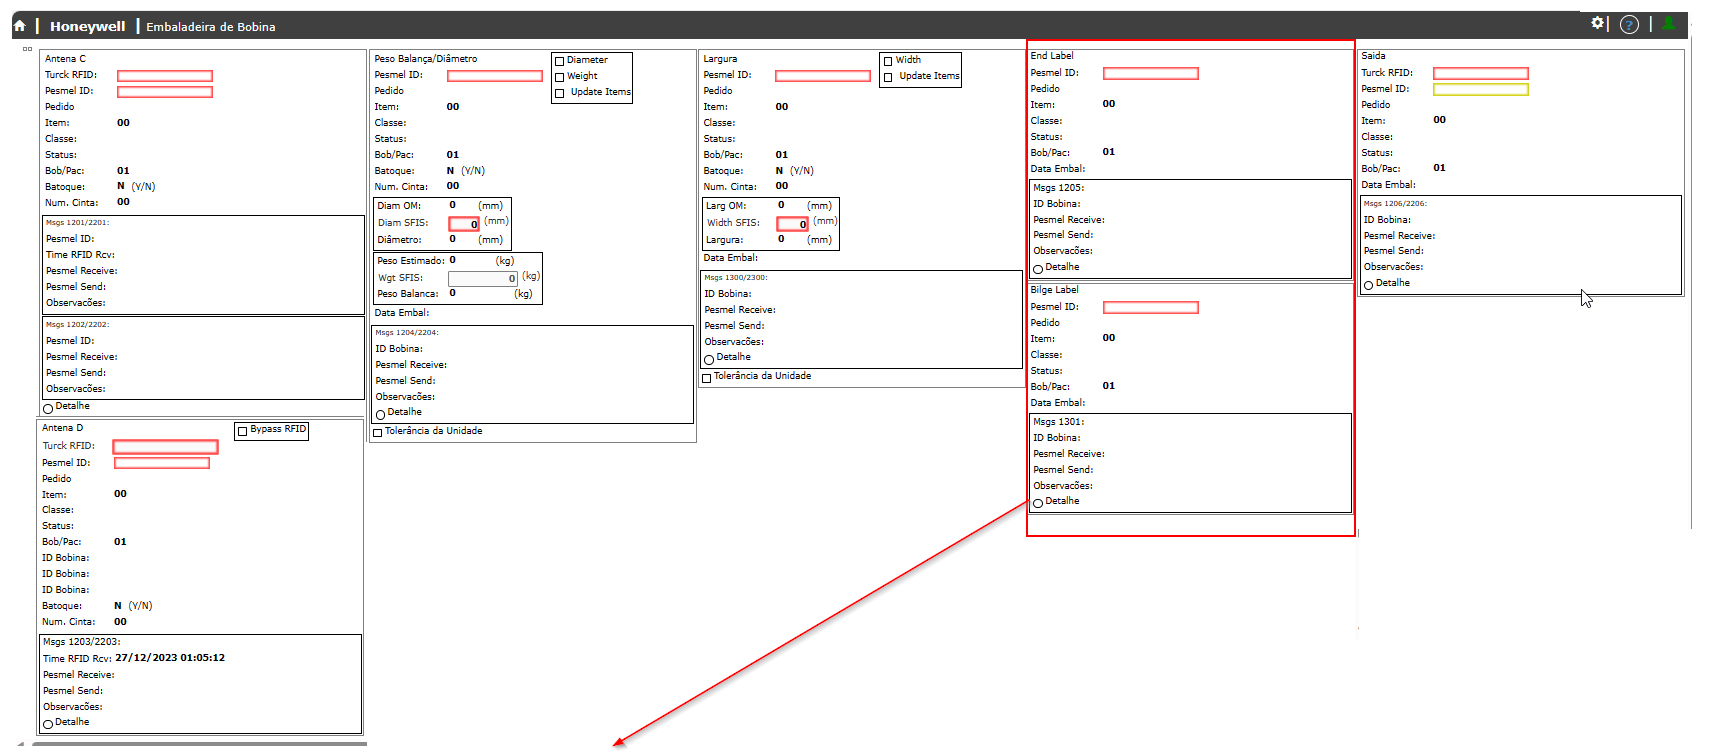 Honeywell | Embaladeira de Bobina
?
Antena C
Turck RFID:
Pesmel ID:
Pedido
Item: 00
Classe:
Status:
Bob/Pac: 01
Batoque: N (Y/N)
Num. Cinta: 00
Msgs 1201/2201:
Pesmel ID:
Time RFID Rcv:
Pesmel Receive:
Pesmel Send:
Observacões:
Msgs 1202/2202:
Pesmel ID:
Pesmel Receive:
Pesmel Send:
Observacões:
Detalhe
Antena D
Bypass RFID
Turck RFID:
Pesmel ID:
Pedido
Item: 00
Classe:
Status:
Bob/Pac: 01
ID Bobina:
ID Bobina:
ID Bobina:
Batoque: N (Y/N)
Num. Cinta: 00
Msgs 1203/2203:
Time RFID Rcv: 27/12/2023 01:05:12
Pesmel Receive:
Pesmel Send:
Observacões:
Detalhe
Peso Balança/Diâmetro
Diameter
Weight
Update Items
Pesmel ID:
Pedido
Item: 00
Classe:
Status:
Bob/Pac: 01
Batoque: N (Y/N)
Num. Cinta: 00
Diam OM: 0 (mm)
Diam SFIS: 0 (mm)
Diâmetro: 0 (mm)
Peso Estimado: 0 (kg)
Wgt SFIS: 0 (kg)
Peso Balanca: 0 (kg)
Data Embal:
Msgs 1204/2204:
ID Bobina:
Pesmel Receive:
Pesmel Send:
Observacões:
Detalhe
Tolerância da Unidade
Largura
Width
Update Items
Pesmel ID:
Pedido
Item: 00
Classe:
Status:
Bob/Pac: 01
Batoque: N (Y/N)
Num. Cinta: 00
Larg OM: 0 (mm)
Width SFIS: 0 (mm)
Largura: 0 (mm)
Data Embal:
Msgs 1300/2300:
ID Bobina:
Pesmel Receive:
Pesmel Send:
Observacões:
Detalhe
Tolerância da Unidade
End Label
Pesmel ID:
Pedido
Item: 00
Classe:
Status:
Bob/Pac: 01
Data Embal:
Msgs 1205:
ID Bobina:
Pesmel Receive:
Pesmel Send:
Observacões:
Detalhe
Bilge Label
Pesmel ID:
Pedido
Item: 00
Classe:
Status:
Bob/Pac: 01
Data Embal:
Msgs 1301:
ID Bobina:
Pesmel Receive:
Pesmel Send:
Observacões:
Detalhe
Saida
Turck RFID:
Pesmel ID:
Pedido
Item: 00
Classe:
Status:
Bob/Pac: 01
Data Embal:
Msgs 1206/2206:
ID Bobina:
Pesmel Receive:
Pesmel Send:
Observacões:
Detalhe